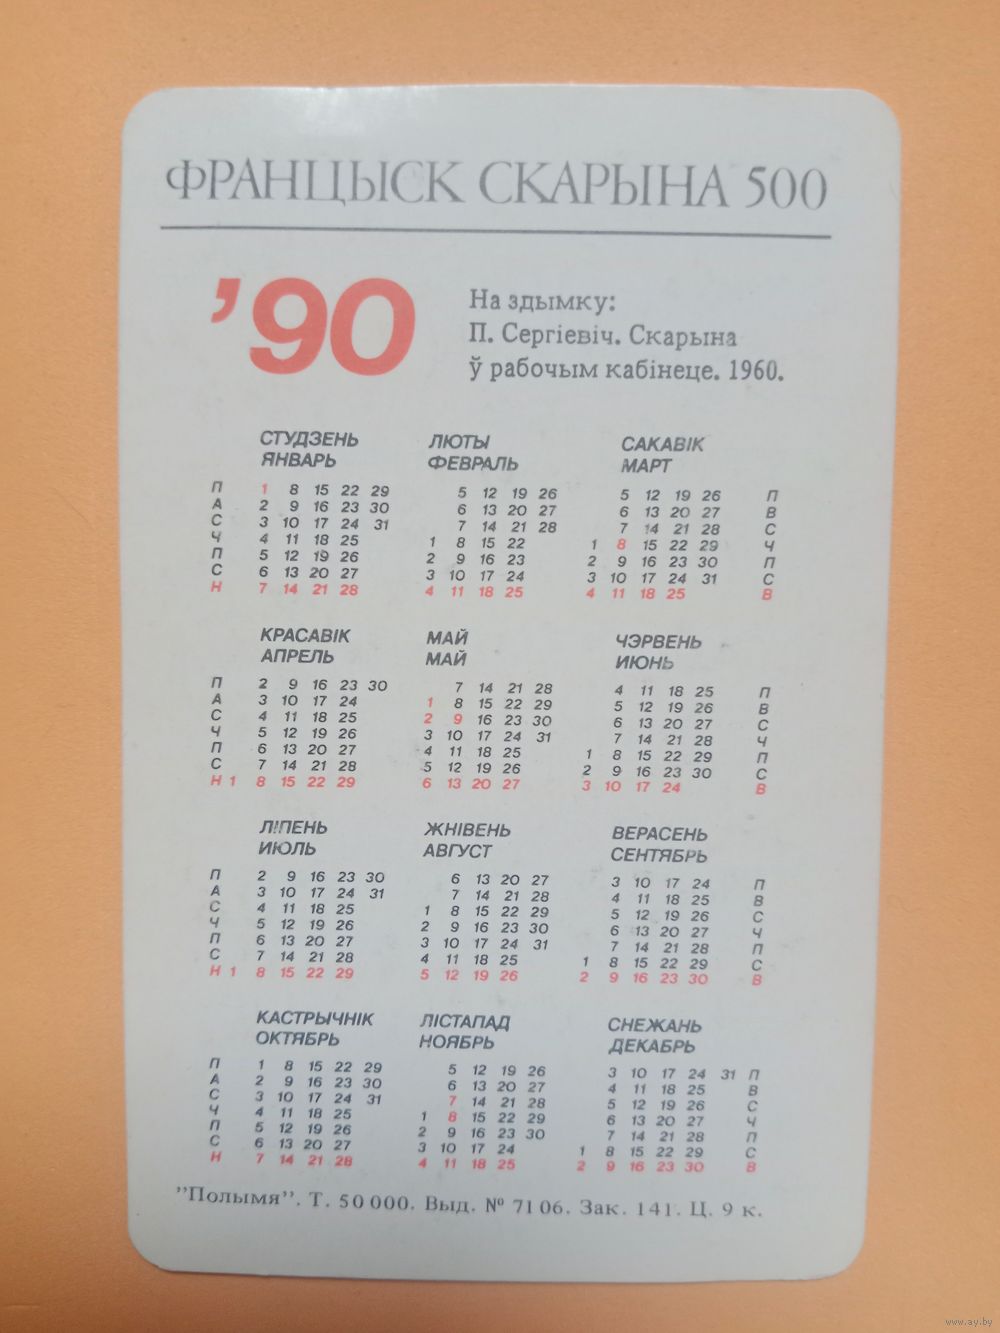 ФРАНЦЫСК СКАРЫНА 500
’90
На здымку:
П. Сергіевіч. Скарына
ў рабочым кабінеце. 1960.
СТУДЗЕНЬ ЛЮТЫ САКАВІК
ЯНВАРЬ ФЕВРАЛЬ МАРТ
П 1 8 15 22 29 5 12 19 26 5 12 19 26 П
А 2 9 16 23 30 6 13 20 27 6 13 20 27 В
С 3 10 17 24 31 7 14 21 28 7 14 21 28 С
Ч 4 11 18 25 1 8 15 22 1 8 15 22 29 Ч
П 5 12 19 26 2 9 16 23 2 9 16 23 30 П
С 6 13 20 27 3 10 17 24 3 10 17 24 31 С
Н 7 14 21 28 4 11 18 25 4 11 18 25 В
КРАСАВІК МАЙ ЧЭРВЕНЬ
АПРЕЛЬ МАЙ ИЮНЬ
П 2 9 16 23 30 7 14 21 28 4 11 18 25 П
А 3 10 17 24 1 8 15 22 29 5 12 19 26 В
С 4 11 18 25 2 9 16 23 30 6 13 20 27 С
Ч 5 12 19 26 3 10 17 24 31 7 14 21 28 Ч
П 6 13 20 27 4 11 18 25 1 8 15 22 29 П
С 7 14 21 28 5 12 19 26 2 9 16 23 30 С
Н 1 8 15 22 29 6 13 20 27 3 10 17 24 В
ЛІПЕНЬ ЖНІВЕНЬ ВЕРАСЕНЬ
ИЮЛЬ АВГУСТ СЕНТЯБРЬ
П 2 9 16 23 30 6 13 20 27 3 10 17 24 П
А 3 10 17 24 31 7 14 21 28 4 11 18 25 В
С 4 11 18 25 1 8 15 22 29 5 12 19 26 С
Ч 5 12 19 26 2 9 16 23 30 6 13 20 27 Ч
П 6 13 20 27 3 10 17 24 31 7 14 21 28 П
С 7 14 21 28 4 11 18 25 1 8 15 22 29 С
Н 1 8 15 22 29 5 12 19 26 2 9 16 23 30 В
КАСТРЫЧНІК ЛІСТАПАД СНЕЖАНЬ
ОКТЯБРЬ НОЯБРЬ ДЕКАБРЬ
П 1 8 15 22 29 5 12 19 26 3 10 17 24 31 П
А 2 9 16 23 30 6 13 20 27 4 11 18 25 В
С 3 10 17 24 31 7 14 21 28 5 12 19 26 С
Ч 4 11 18 25 1 8 15 22 29 6 13 20 27 Ч
П 5 12 19 26 2 9 16 23 30 7 14 21 28 П
С 6 13 20 27 3 10 17 24 1 8 15 22 29 С
Н 7 14 21 28 4 11 18 25 2 9 16 23 30 В
”Полымя”. Т. 50 000. Выд. № 71 06. Зак. 141. Ц. 9 к.
www.ay.by